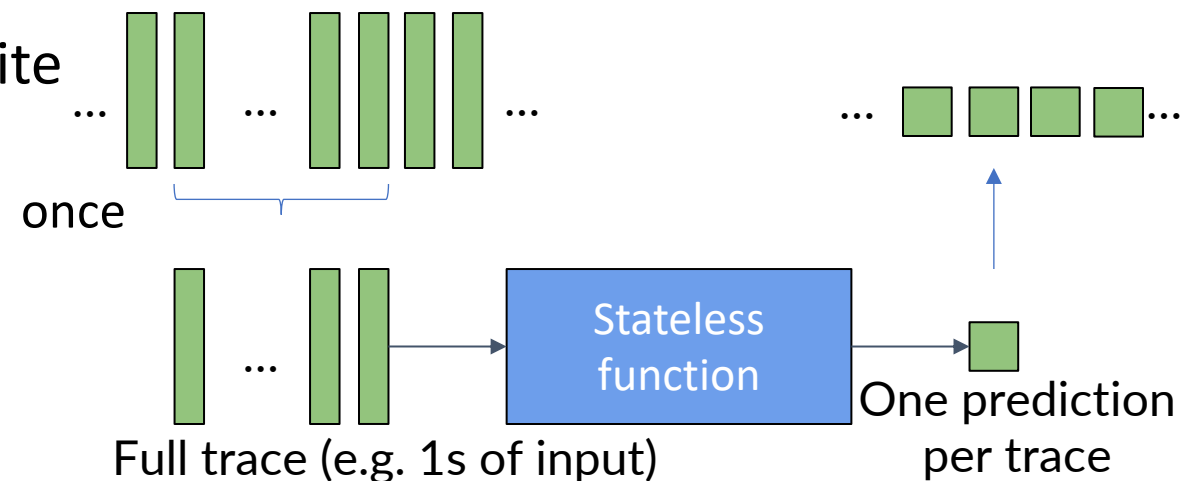 ite
... ... ... ... ...
once
... Stateless
function
One prediction
per trace
Full trace (e.g. 1s of input)